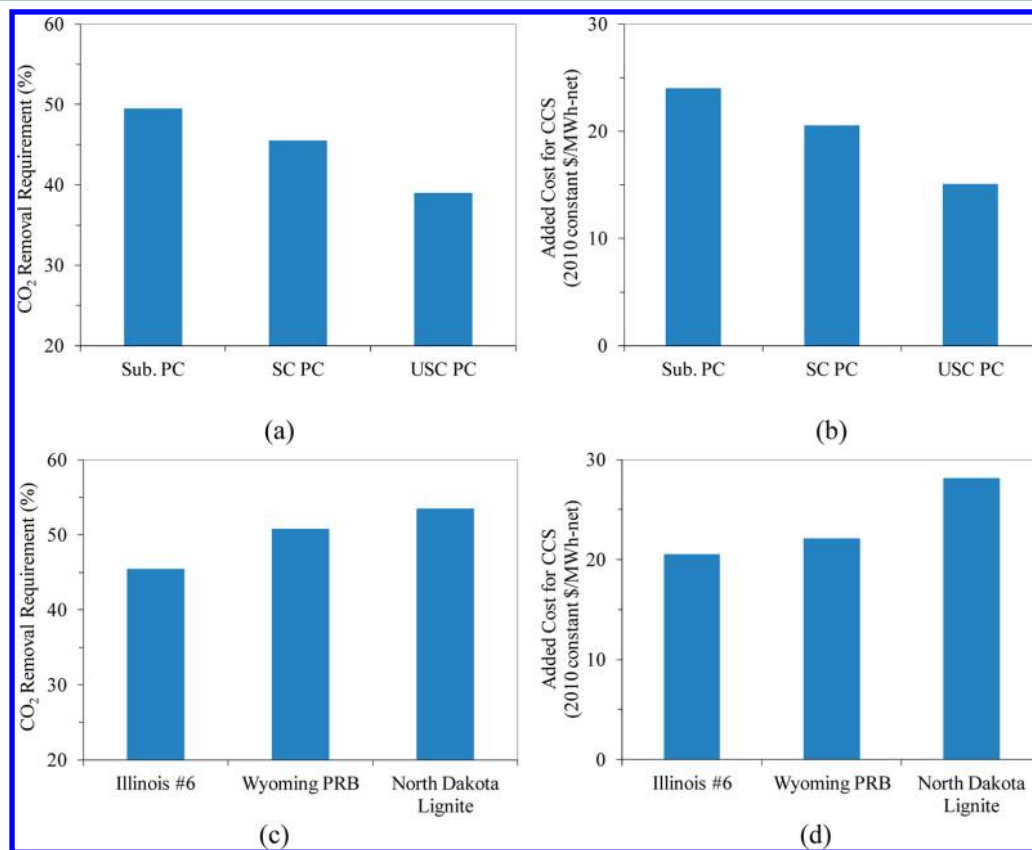 CO₂ Removal Requirement (%)
60
50
40
30
20
Sub. PC SC PC USC PC
(a)
Added Cost for CCS
(2010 constant $/MWh-net)
30
20
10
0
Sub. PC SC PC USC PC
(b)
CO₂ Removal Requirement (%)
60
50
40
30
20
Illinois #6 Wyoming PRB North Dakota
Lignite
(c)
Added Cost for CCS
(2010 constant $/MWh-net)
30
20
10
0
Illinois #6 Wyoming PRB North Dakota
Lignite
(d)